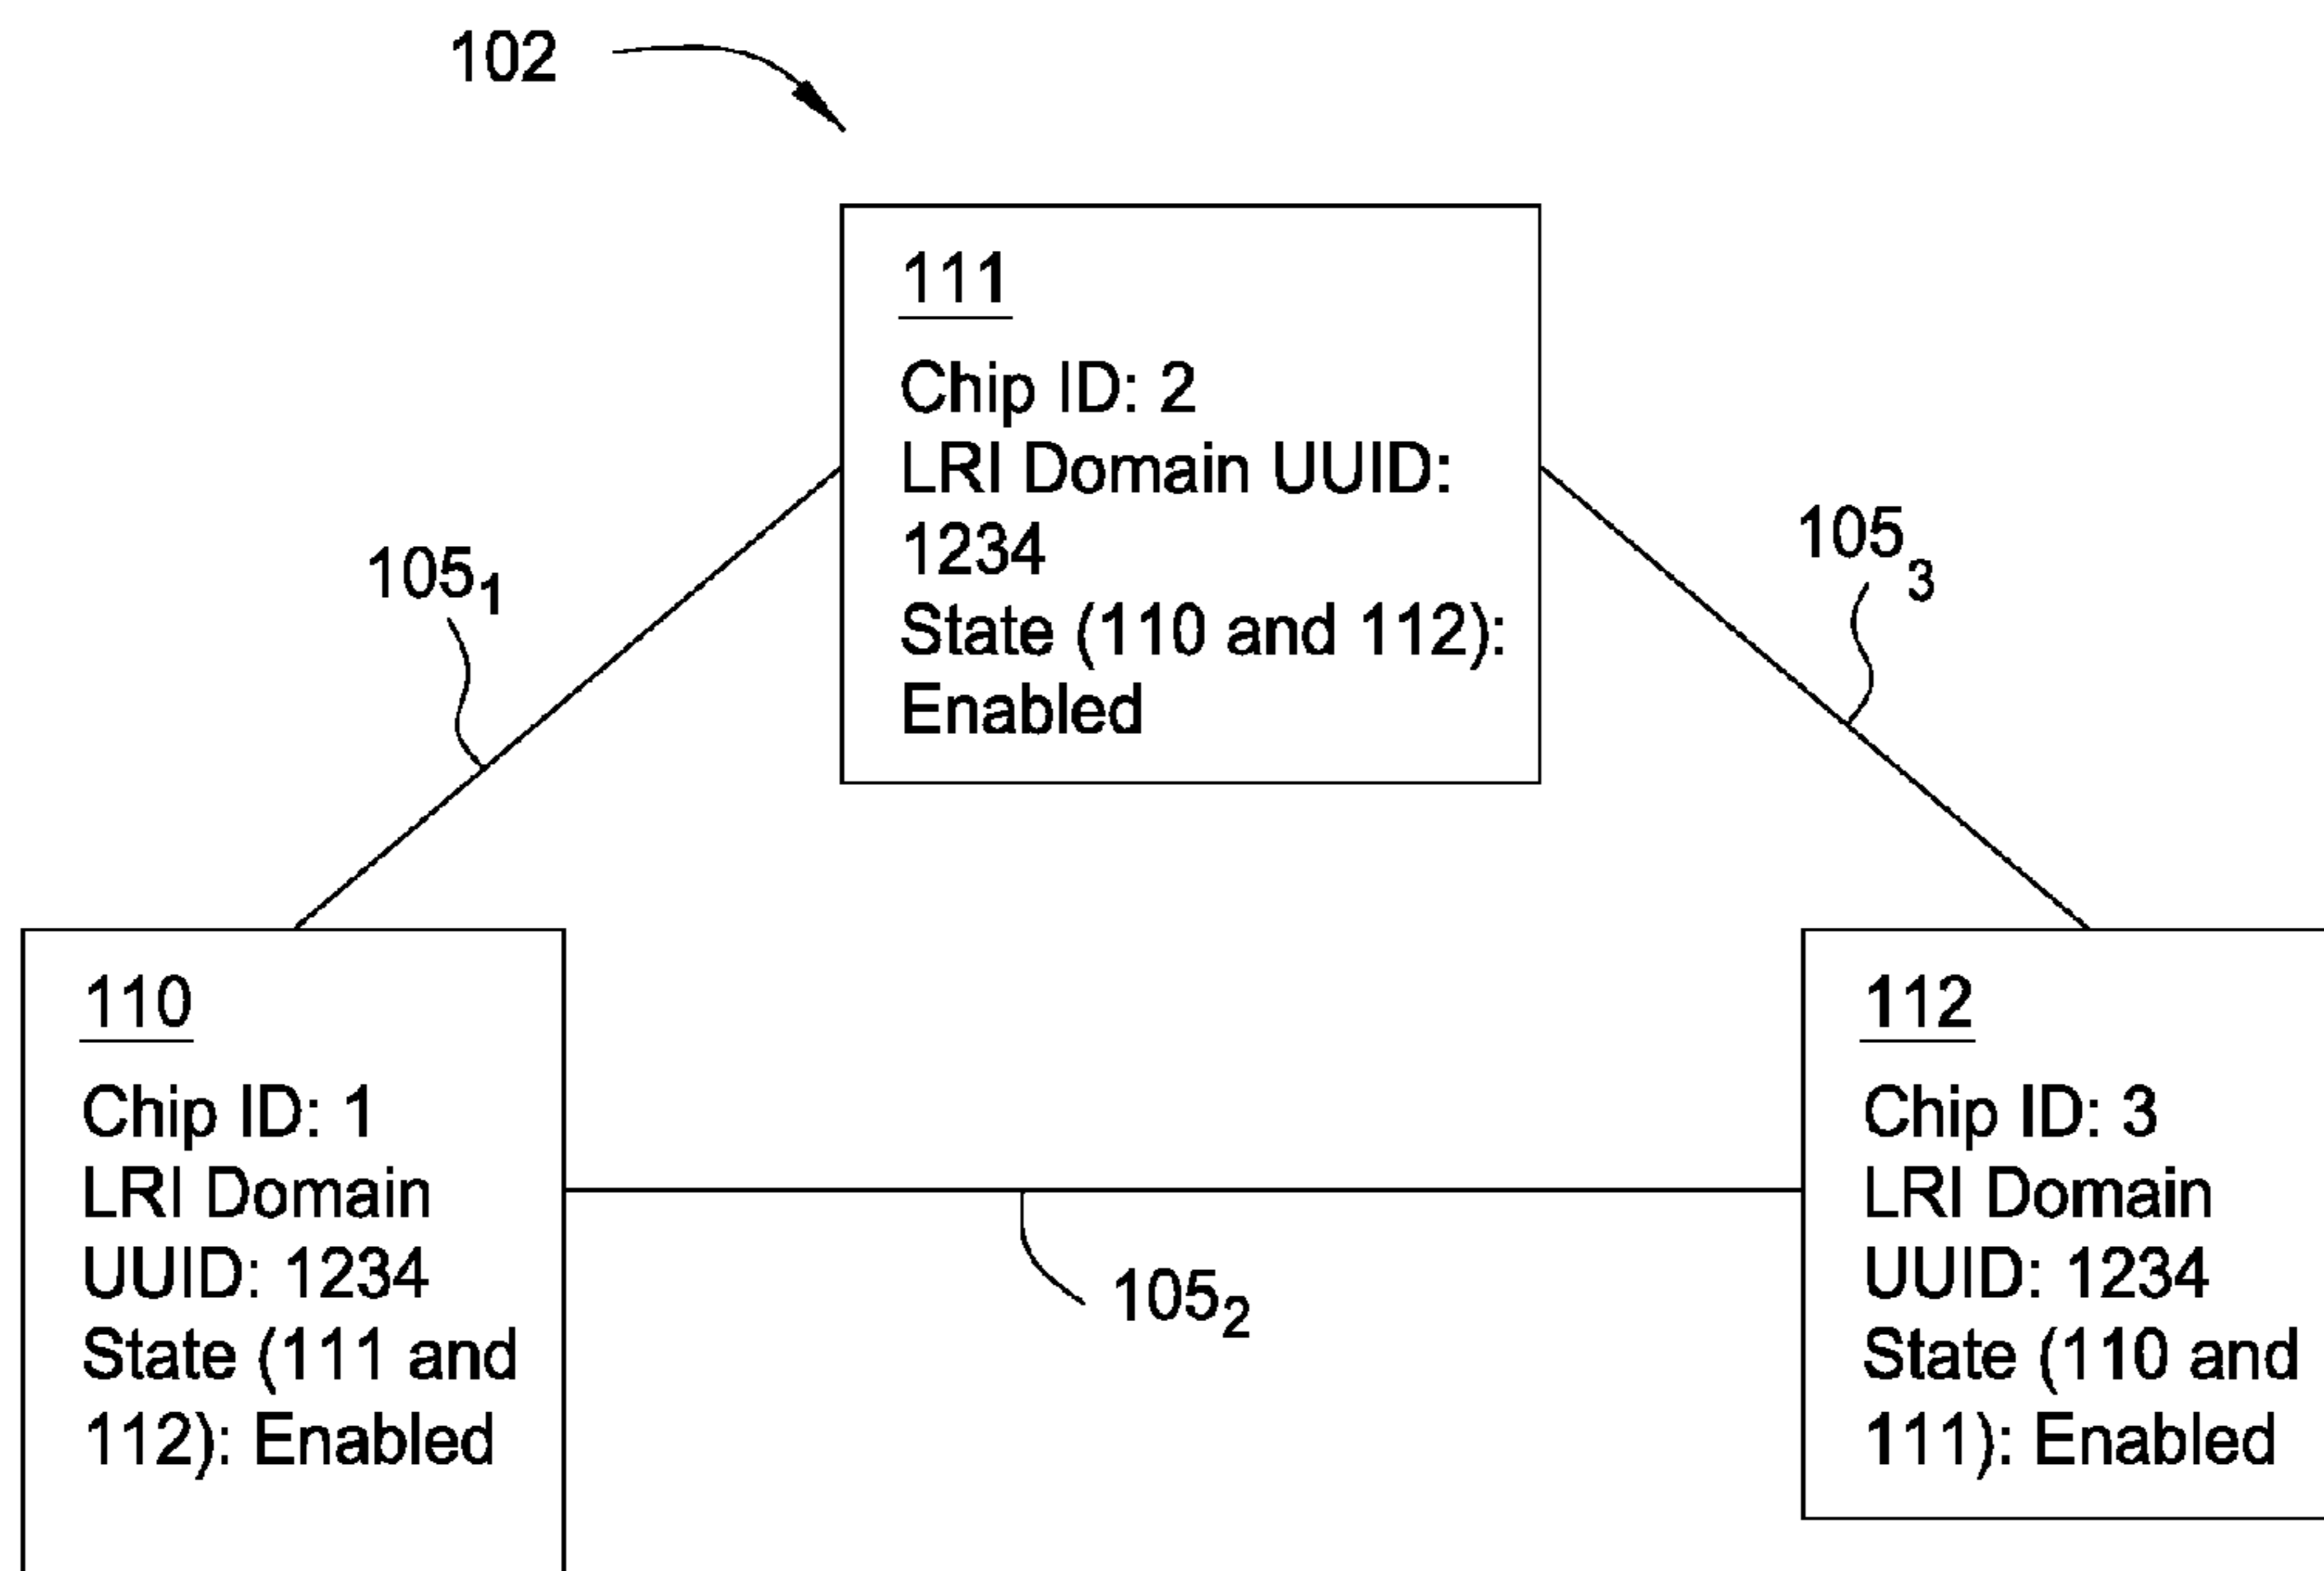 102
111
Chip ID: 2
LRI Domain UUID:
1234
State (110 and 112):
Enabled
105₁
105₃
110
Chip ID: 1
LRI Domain
UUID: 1234
State (111 and
112): Enabled
112
Chip ID: 3
LRI Domain
UUID: 1234
State (110 and
111): Enabled
105₂